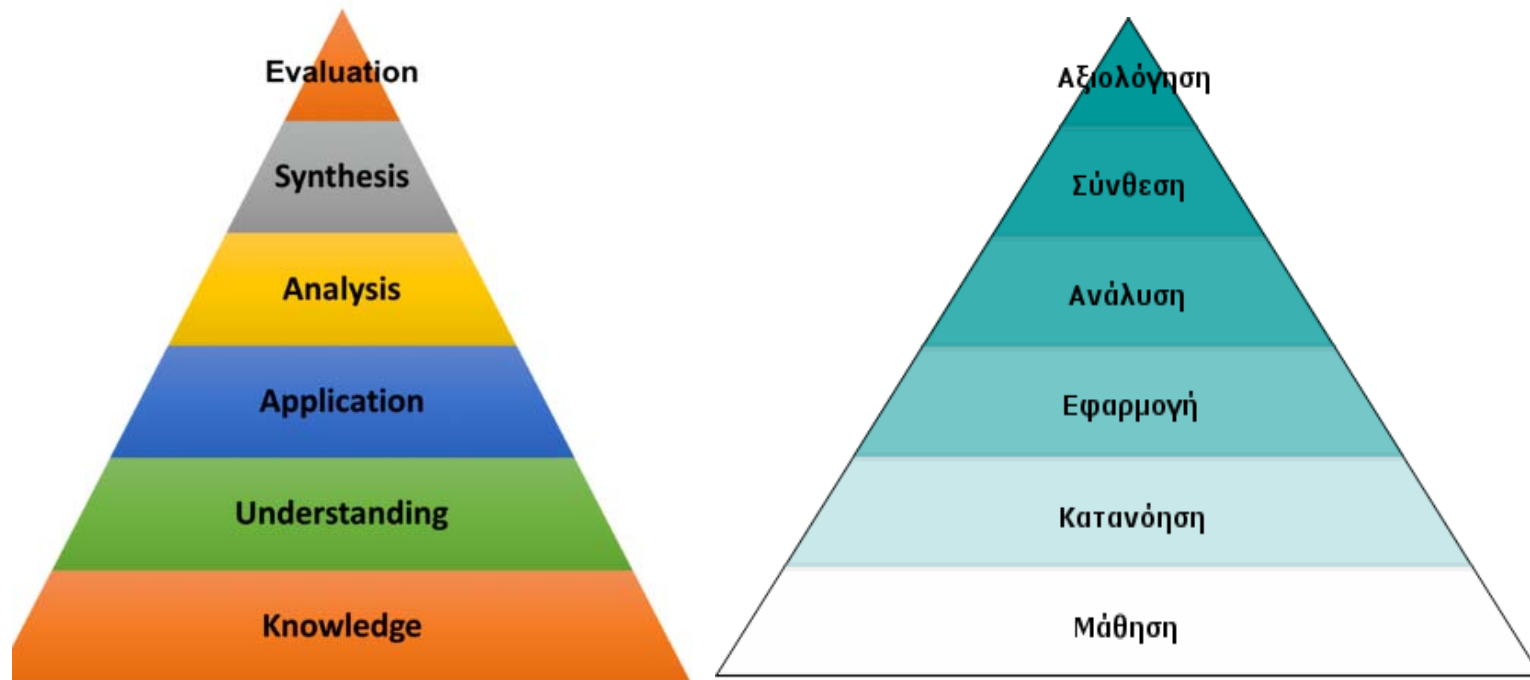 Evaluation
Synthesis
Analysis
Application
Understanding
Knowledge
Αξιολόγηση
Σύνθεση
Ανάλυση
Εφαρμογή
Κατανόηση
Μάθηση